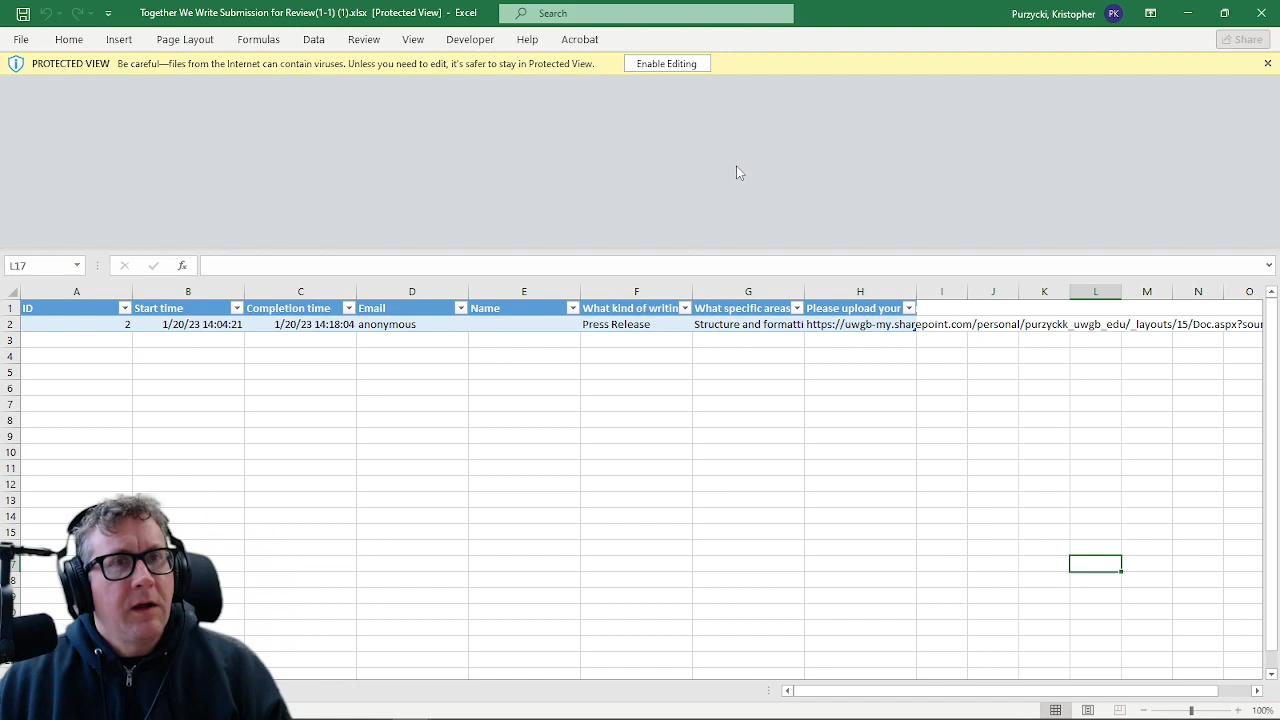 Together We Write Submission for Review(1-1) (1).xlsx [Protected View] - Excel
Search
Purzycki, Kristopher
PK
File Home Insert Page Layout Formulas Data Review View Developer Help Acrobat
Share
PROTECTED VIEW Be careful—files from the Internet can contain viruses. Unless you need to edit, it's safer to stay in Protected View. Enable Editing
L17 fx
A B C D E F G H I J K L M N O
1 ID Start time Completion time Email Name What kind of writin What specific areas Please upload your
2 2 1/20/23 14:04:21 1/20/23 14:18:04 anonymous Press Release Structure and formatti https://uwgb-my.sharepoint.com/personal/purzyckk_uwgb_edu/_layouts/15/Doc.aspx?sour
3
4
5
6
7
8
9
10
11
12
13
14
15
7
8
100%